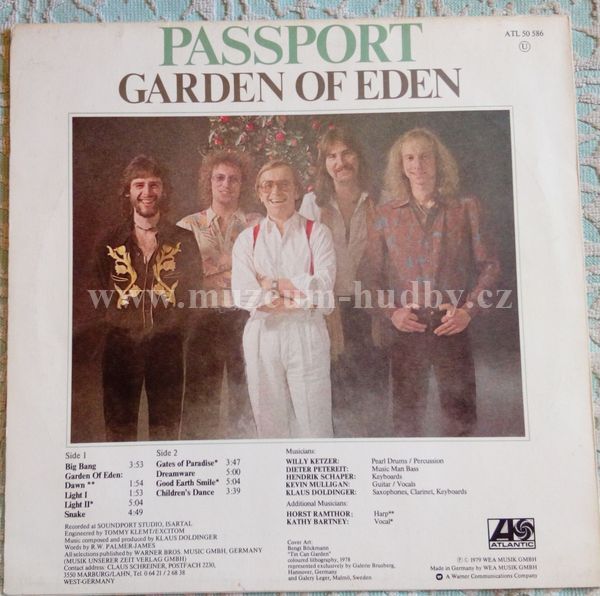 PASSPORT
GARDEN OF EDEN
ATL 50 586
U
www.muzeum-hudby.cz
Side 1
Big Bang 3:53
Garden Of Eden:
Dawn ** 1:54
Light I 1:53
Light II* 5:04
Snake 4:49
Side 2
Gates of Paradise* 3:47
Dreamware 5:00
Good Earth Smile* 5:04
Children's Dance 3:39
Recorded at SOUNDPORT STUDIO, ISARTAL
Engineered by TOMMY KLEMT/EXCITOM
Music composed and produced by KLAUS DOLDINGER
Words by R.W. PALMER-JAMES
All selections published by WARNER BROS. MUSIC GMBH, GERMANY
(MUSIK UNSERER ZEIT VERLAG GMBH)
Contact address: CLAUS SCHREINER, POSTFACH 2230,
3550 MARBURG/LAHN, Tel. 0 64 21 / 2 68 38
WEST-GERMANY
Musicians:
WILLY KETZER: Pearl Drums / Percussion
DIETER PETEREIT: Music Man Bass
HENDRIK SCHAPER: Keyboards
KEVIN MULLIGAN: Guitar / Vocals
KLAUS DOLDINGER: Saxophones, Clarinet, Keyboards
Additional Musicians:
HORST RAMTHOR: Harp**
KATHY BARTNEY: Vocal*
Cover Art:
Bengt Böckmann
"Tin Can Garden"
coloured lithography, 1978
represented exclusively by Galerie Brusberg,
Hannover, Germany
and Galery Leger, Malmö, Sweden.
ATLANTIC
Ⓟ © 1979 WEA MUSIK GMBH
Made in Germany by WEA MUSIK GMBH
A Warner Communications Company